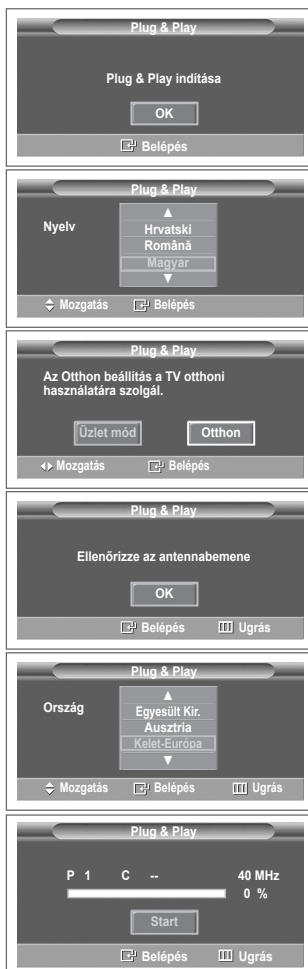 Plug & Play
Plug & Play indítása
OK
Belépés
Plug & Play
Nyelv
Hrvatski
Română
Magyar
Mozgatás Belépés
Plug & Play
Az Otthon beállítás a TV otthoni
használatára szolgál.
Üzlet mód Otthon
Mozgatás Belépés
Plug & Play
Ellenőrizze az antennabemene
OK
Belépés Ugrás
Plug & Play
Ország
Egyesült Kir.
Ausztria
Kelet-Európa
Mozgatás Belépés Ugrás
Plug & Play
P 1 C -- 40 MHz
0 %
Start
Belépés Ugrás